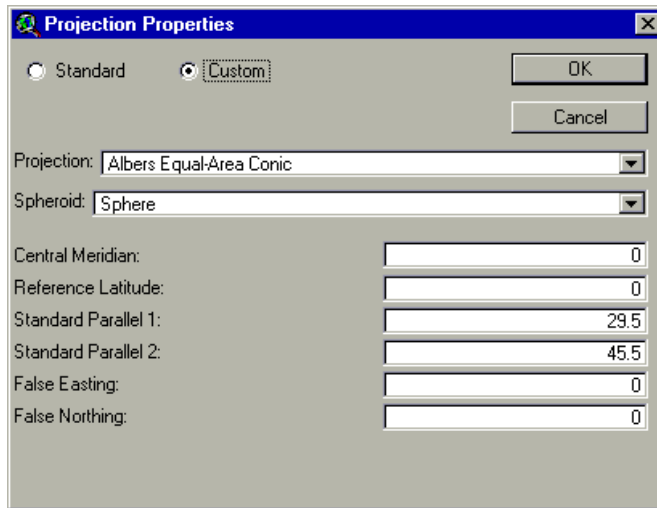 Projection Properties
Standard Custom OK
Cancel
Projection: Albers Equal-Area Conic
Spheroid: Sphere
Central Meridian: 0
Reference Latitude: 0
Standard Parallel 1: 29.5
Standard Parallel 2: 45.5
False Easting: 0
False Northing: 0